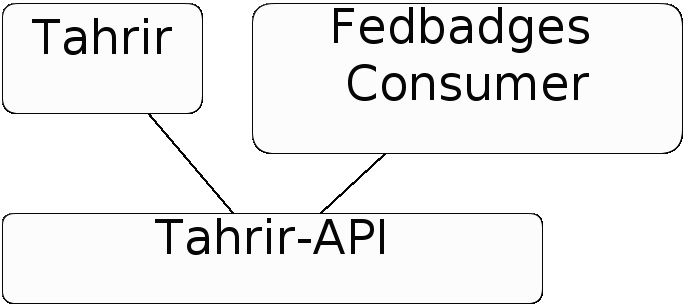 Tahrir
Fedbadges
Consumer
Tahrir-API